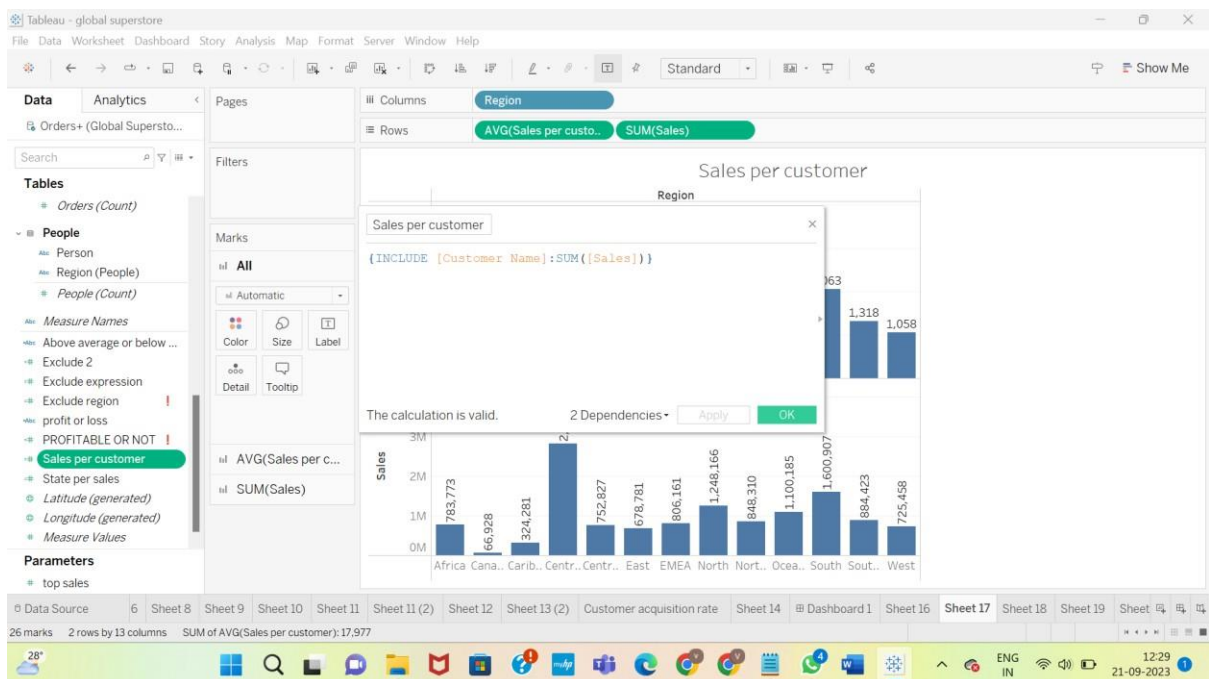 Tableau - global superstore
File Data Worksheet Dashboard Story Analysis Map Format Server Window Help
Standard
Show Me
Data Analytics
Orders+ (Global Supersto...
Search
Tables
# Orders (Count)
People
Abc Person
Abc Region (People)
# People (Count)
Abc Measure Names
=Abc Above average or below ...
=# Exclude 2
=# Exclude expression
=# Exclude region !
=Abc profit or loss
=# PROFITABLE OR NOT !
=# Sales per customer
=# State per sales
Latitude (generated)
Longitude (generated)
# Measure Values
Parameters
# top sales
Pages
Filters
Marks
All
Automatic
Color Size Label
Detail Tooltip
AVG(Sales per c...
SUM(Sales)
Columns Region
Rows AVG(Sales per custo.. SUM(Sales)
Sales per customer
Region
Sales per customer
{INCLUDE [Customer Name]:SUM([Sales])}
The calculation is valid. 2 Dependencies Apply OK
1,318
1,058
Sales
3M
2M
1M
0M
783,773
66,928
324,281
752,827
678,781
806,161
1,248,166
848,310
1,100,185
1,600,907
884,423
725,458
Africa Cana.. Carib.. Centr.. Centr.. East EMEA North Nort.. Ocea.. South Sout.. West
Data Source 6 Sheet 8 Sheet 9 Sheet 10 Sheet 11 Sheet 11 (2) Sheet 12 Sheet 13 (2) Customer acquisition rate Sheet 14 Dashboard 1 Sheet 16 Sheet 17 Sheet 18 Sheet 19 Sheet
26 marks 2 rows by 13 columns SUM of AVG(Sales per customer): 17,977
28°
ENG
IN
12:29
21-09-2023
1